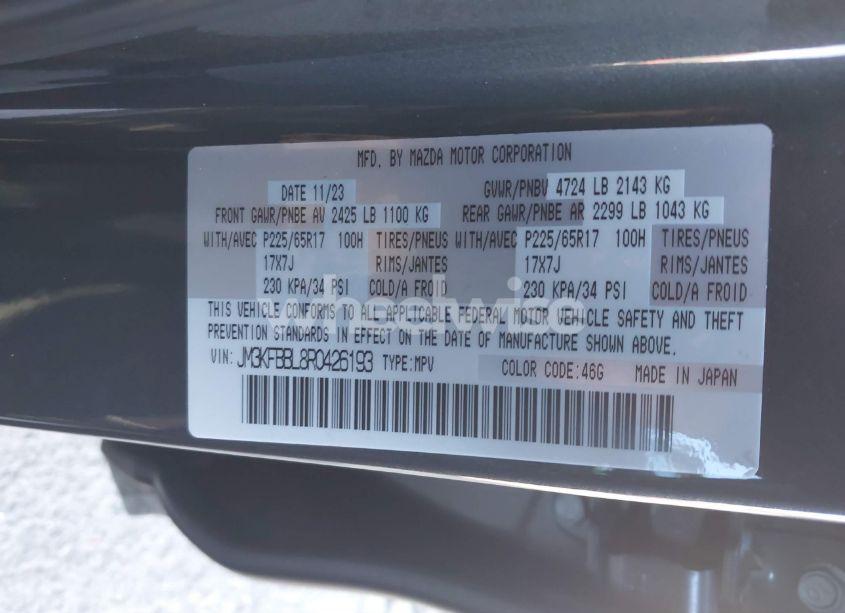 MFD. BY MAZDA MOTOR CORPORATION
DATE 11/23 GVWR/PNBV 4724 LB 2143 KG
FRONT GAWR/PNBE AV 2425 LB 1100 KG REAR GAWR/PNBE AR 2299 LB 1043 KG
WITH/AVEC P225/65R17 100H TIRES/PNEUS WITH/AVEC P225/65R17 100H TIRES/PNEUS
17X7J RIMS/JANTES 17X7J RIMS/JANTES
230 KPA/34 PSI COLD/A FROID 230 KPA/34 PSI COLD/A FROID
wheelwise
THIS VEHICLE CONFORMS TO ALL APPLICABLE FEDERAL MOTOR VEHICLE SAFETY AND THEFT
PREVENTION STANDARDS IN EFFECT ON THE DATE OF MANUFACTURE SHOWN ABOVE.
VIN: JM3KFBBL8R0426193 TYPE:MPV COLOR CODE:46G MADE IN JAPAN